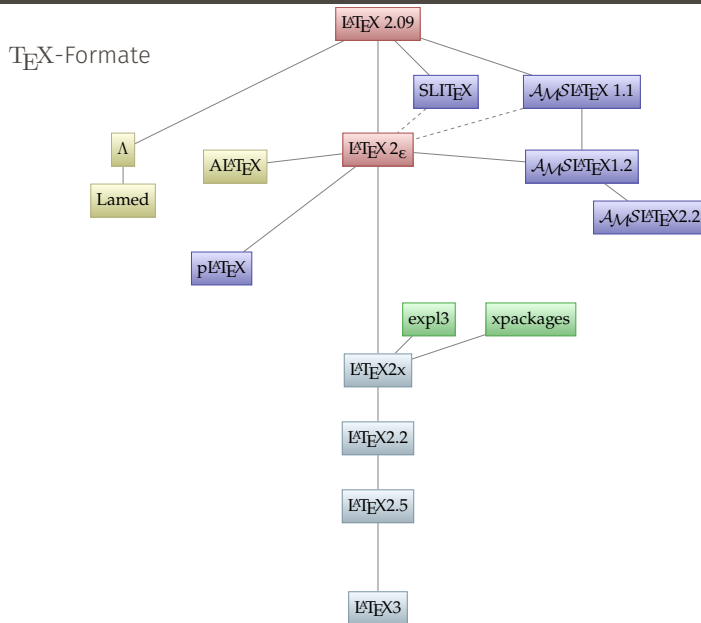 LATEX 2.09
TEX-Formate
SLITEX
AMSLATEX 1.1
Λ
ALATEX
LATEX 2ε
AMSLATEX1.2
Lamed
AMSLATEX2.2
pLATEX
expl3
xpackages
LATEX2x
LATEX2.2
LATEX2.5
LATEX3